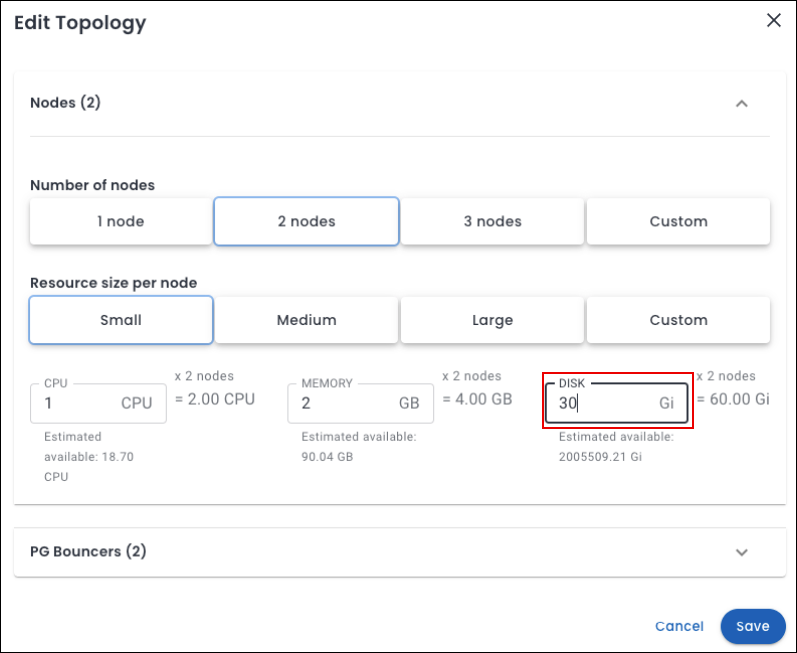 Edit Topology
Nodes (2)
Number of nodes
1 node
2 nodes
3 nodes
Custom
Resource size per node
Small
Medium
Large
Custom
CPU
1 CPU
x 2 nodes
= 2.00 CPU
Estimated
available: 18.70
CPU
MEMORY
2 GB
x 2 nodes
= 4.00 GB
Estimated available:
90.04 GB
DISK
30 Gi
x 2 nodes
= 60.00 Gi
Estimated available:
2005509.21 Gi
PG Bouncers (2)
Cancel
Save